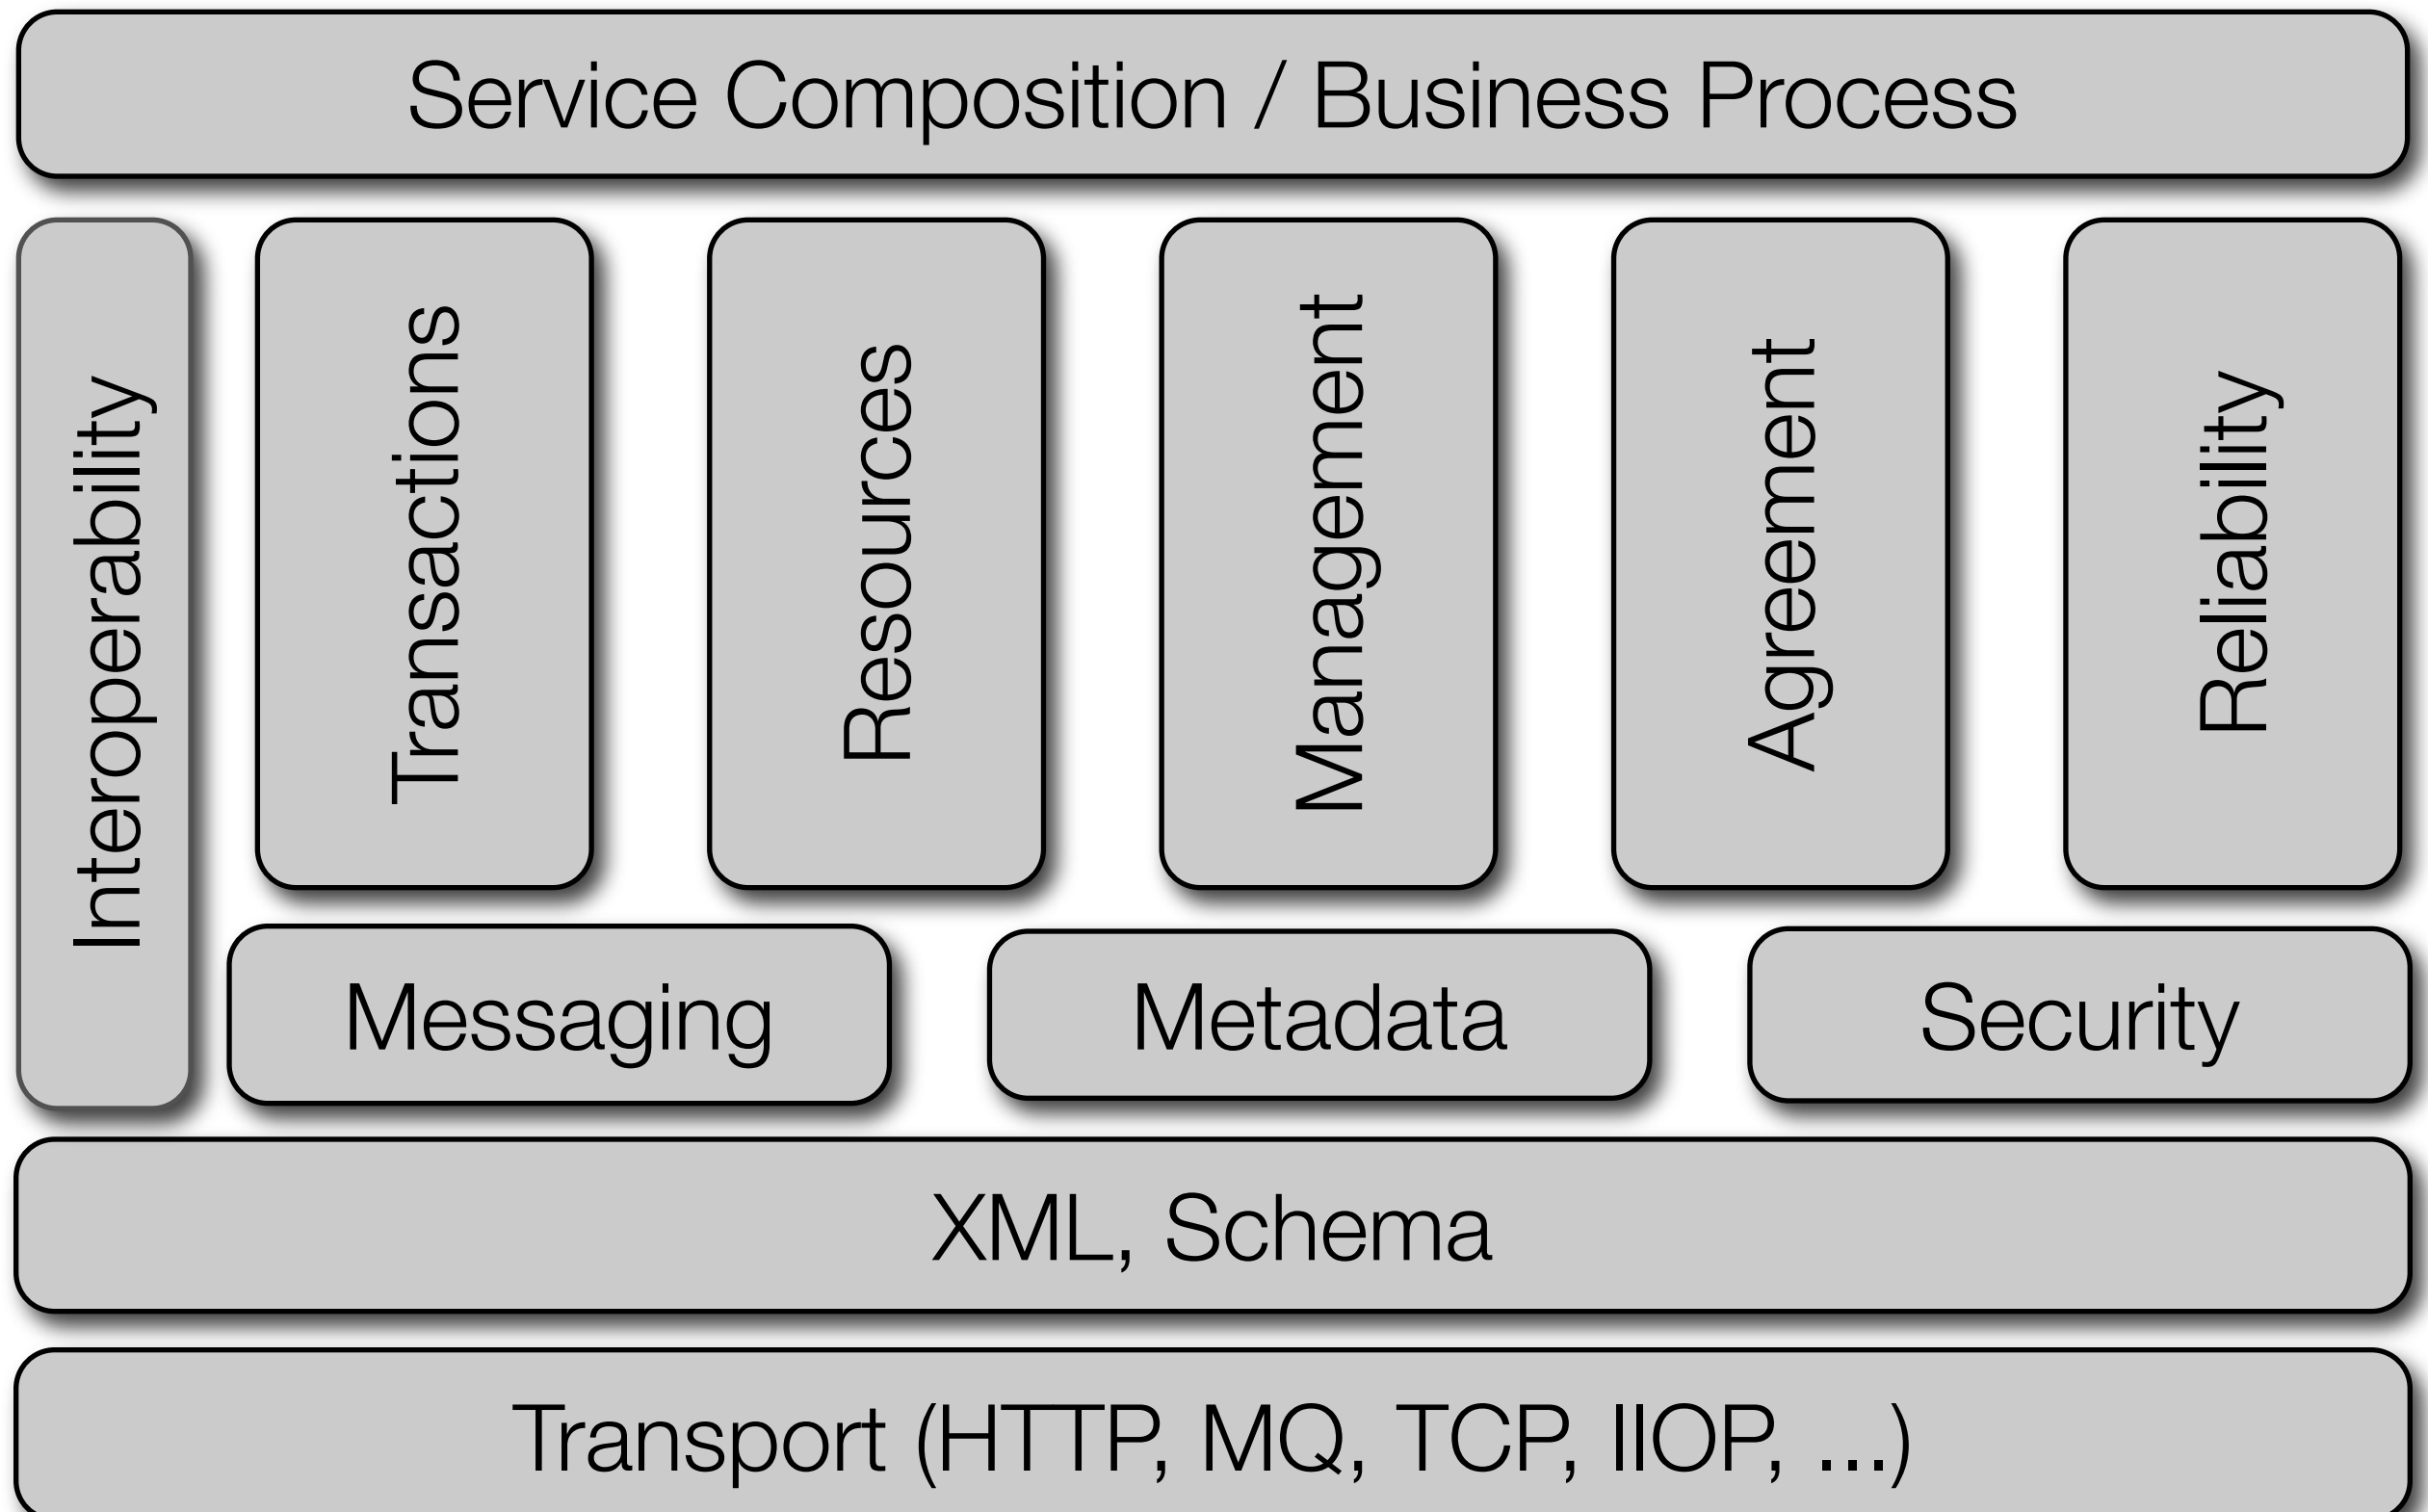 Service Composition / Business Process
Interoperability
Transactions
Resources
Management
Agreement
Reliability
Messaging
Metadata
Security
XML, Schema
Transport (HTTP, MQ, TCP, IIOP, ...)